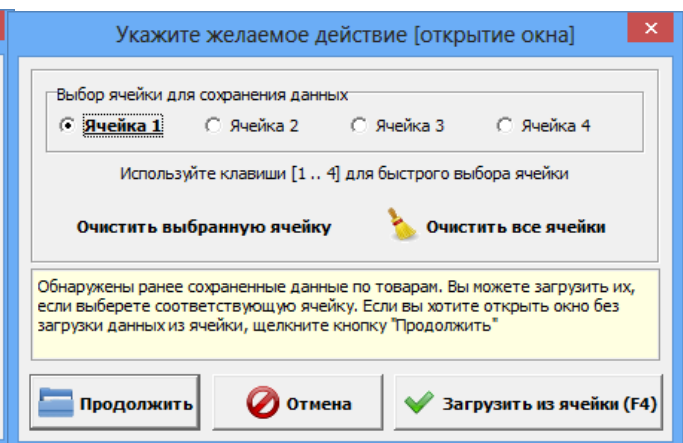 Укажите желаемое действие [открытие окна]
Выбор ячейки для сохранения данных
Ячейка 1 Ячейка 2 Ячейка 3 Ячейка 4
Используйте клавиши [1 .. 4] для быстрого выбора ячейки
Очистить выбранную ячейку Очистить все ячейки
Обнаружены ранее сохраненные данные по товарам. Вы можете загрузить их,
если выберете соответствующую ячейку. Если вы хотите открыть окно без
загрузки данных из ячейки, щелкните кнопку "Продолжить"
Продолжить Отмена Загрузить из ячейки (F4)